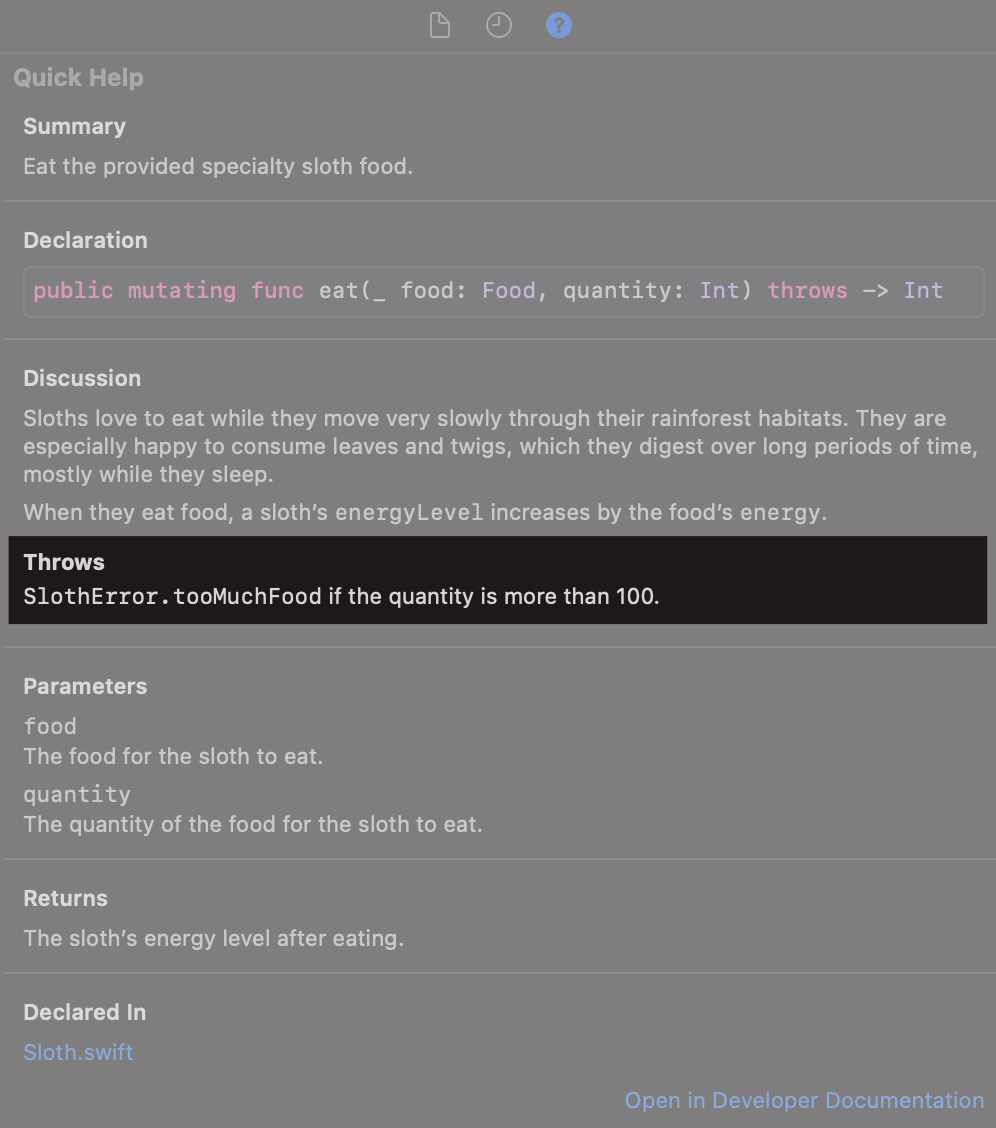 ?
Quick Help
Summary
Eat the provided specialty sloth food.
Declaration
public mutating func eat(_ food: Food, quantity: Int) throws -> Int
Discussion
Sloths love to eat while they move very slowly through their rainforest habitats. They are
especially happy to consume leaves and twigs, which they digest over long periods of time,
mostly while they sleep.
When they eat food, a sloth’s energyLevel increases by the food’s energy.
Throws
SlothError.tooMuchFood if the quantity is more than 100.
Parameters
food
The food for the sloth to eat.
quantity
The quantity of the food for the sloth to eat.
Returns
The sloth’s energy level after eating.
Declared In
Sloth.swift
Open in Developer Documentation